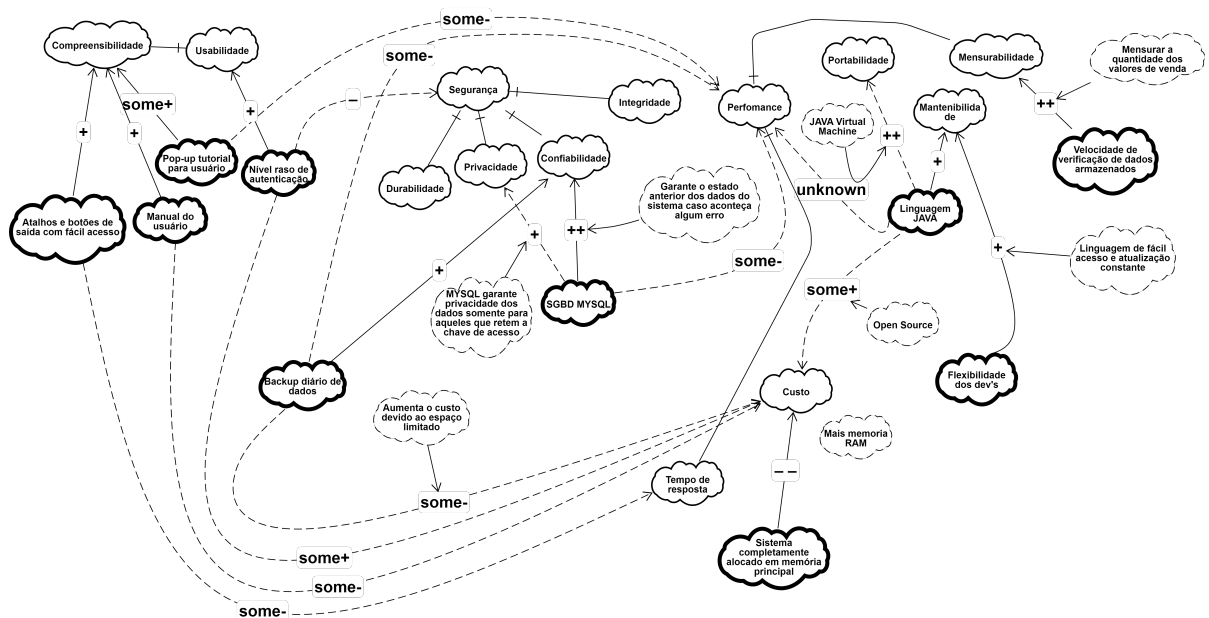 some-
Compreensibilidade
Usabilidade
some-
Mensurabilidade
Portabilidade
Mensurar a
quantidade dos
valores de venda
Segurança
Integridade
Perfomance
Mantenibilida
de
some+
–
+
++
JAVA Virtual
Machine
++
+
+
Pop-up tutorial
para usuário
Nivel raso de
autenticação
Durabilidade
Privacidade
Confiabilidade
Velocidade de
verificação de dados
armazenados
+
unknown
Garante o estado
anterior dos dados do
sistema caso aconteça
algum erro
Atalhos e botões de
saída com fácil acesso
Manual do
usuário
Linguagem
JAVA
+
++
+
Linguagem de fácil
acesso e atualização
constante
some-
+
MYSQL garante
privacidade dos
dados somente para
aqueles que retem a
chave de acesso
SGBD MYSQL
some+
Open Source
Backup diário de
dados
Custo
Flexibilidade
dos dev's
Aumenta o custo
devido ao espaço
limitado
Mais memoria
RAM
– –
Tempo de
resposta
some-
Sistema
completamente
alocado em memória
principal
some+
some-
some-